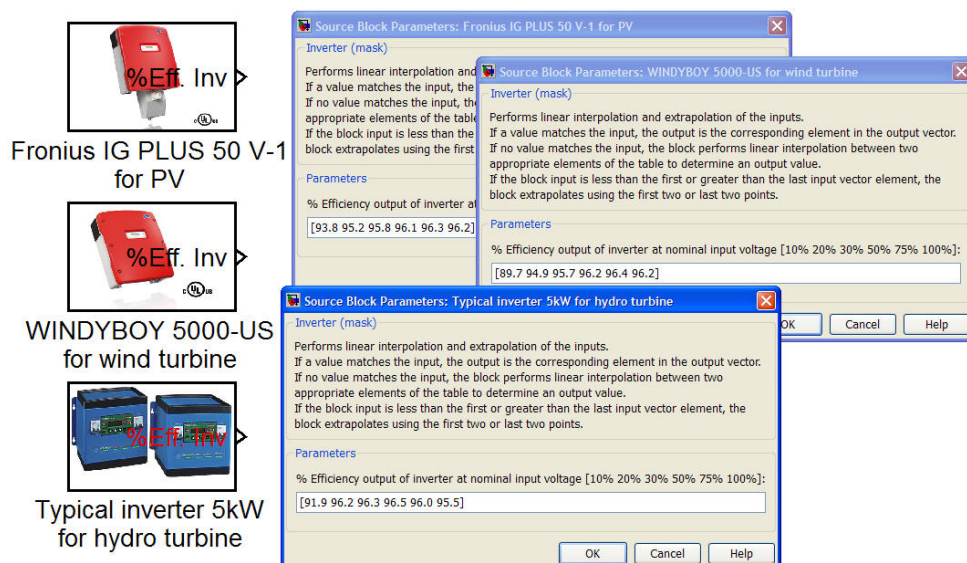 %Eff. Inv
Fronius IG PLUS 50 V-1
for PV
%Eff. Inv
WINDYBOY 5000-US
for wind turbine
%Eff. Inv
Typical inverter 5kW
for hydro turbine
Source Block Parameters: Fronius IG PLUS 50 V-1 for PV
Inverter (mask)
Performs linear interpolation and
If a value matches the input, the
If no value matches the input, the
appropriate elements of the table
If the block input is less than the
block extrapolates using the first
Parameters
% Efficiency output of inverter at
[93.8 95.2 95.8 96.1 96.3 96.2]
Source Block Parameters: WINDYBOY 5000-US for wind turbine
Inverter (mask)
Performs linear interpolation and extrapolation of the inputs.
If a value matches the input, the output is the corresponding element in the output vector.
If no value matches the input, the block performs linear interpolation between two
appropriate elements of the table to determine an output value.
If the block input is less than the first or greater than the last input vector element, the
block extrapolates using the first two or last two points.
Parameters
% Efficiency output of inverter at nominal input voltage [10% 20% 30% 50% 75% 100%]:
[89.7 94.9 95.7 96.2 96.4 96.2]
OK Cancel Help
Source Block Parameters: Typical inverter 5kW for hydro turbine
Inverter (mask)
Performs linear interpolation and extrapolation of the inputs.
If a value matches the input, the output is the corresponding element in the output vector.
If no value matches the input, the block performs linear interpolation between two
appropriate elements of the table to determine an output value.
If the block input is less than the first or greater than the last input vector element, the
block extrapolates using the first two or last two points.
Parameters
% Efficiency output of inverter at nominal input voltage [10% 20% 30% 50% 75% 100%]:
[91.9 96.2 96.3 96.5 96.0 95.5]
OK Cancel Help